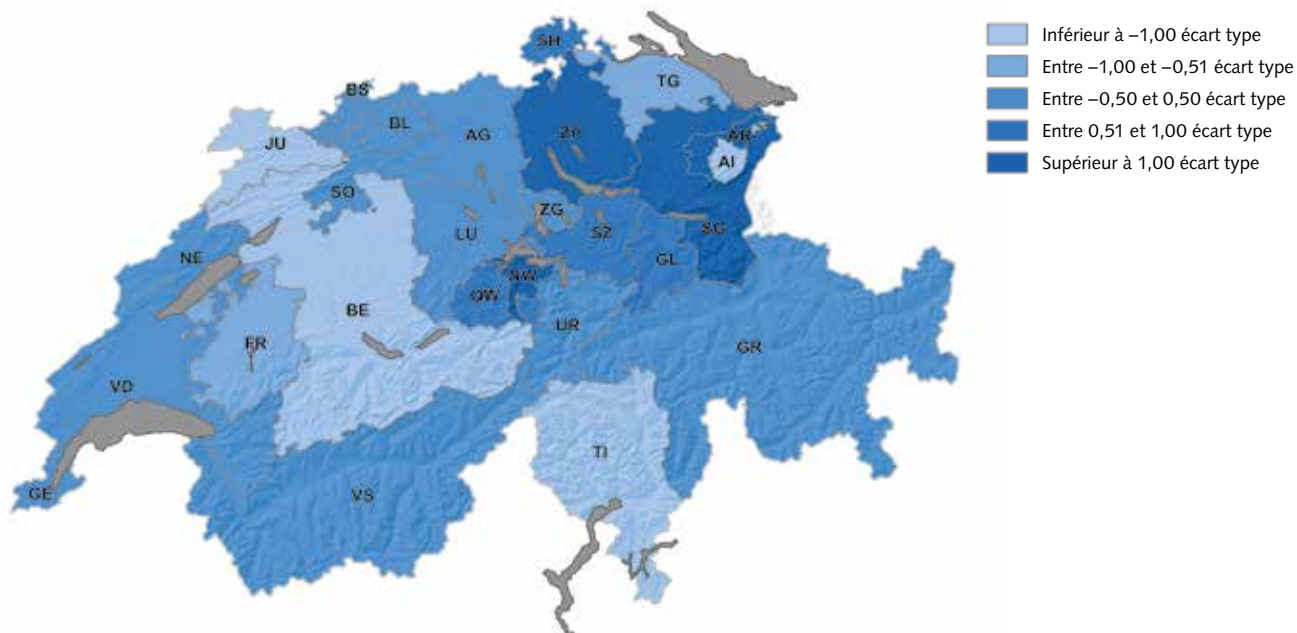 SH
Inférieur à –1,00 écart type
Entre –1,00 et –0,51 écart type
Entre –0,50 et 0,50 écart type
Entre 0,51 et 1,00 écart type
Supérieur à 1,00 écart type
TG
BS
BL
AG
ZH
AR
JU
AI
SO
ZG
LU
SZ
SG
NE
GL
NW
OW
BE
UR
FR
GR
VD
TI
GE
VS